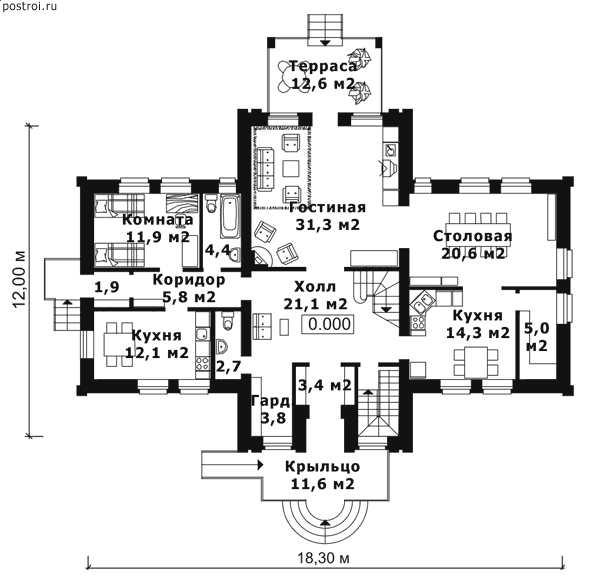 postroi.ru
Терраса
12,6 м2
Гостиная
31,3 м2
Комната
11,9 м2
4,4
Столовая
20,6 м2
1,9
Коридор
5,8 м2
Холл
21,1 м2
0.000
Кухня
12,1 м2
2,7
Кухня
14,3 м2
5,0
м2
Гард
3,8
3,4 м2
Крыльцо
11,6 м2
12,00 м
18,30 м